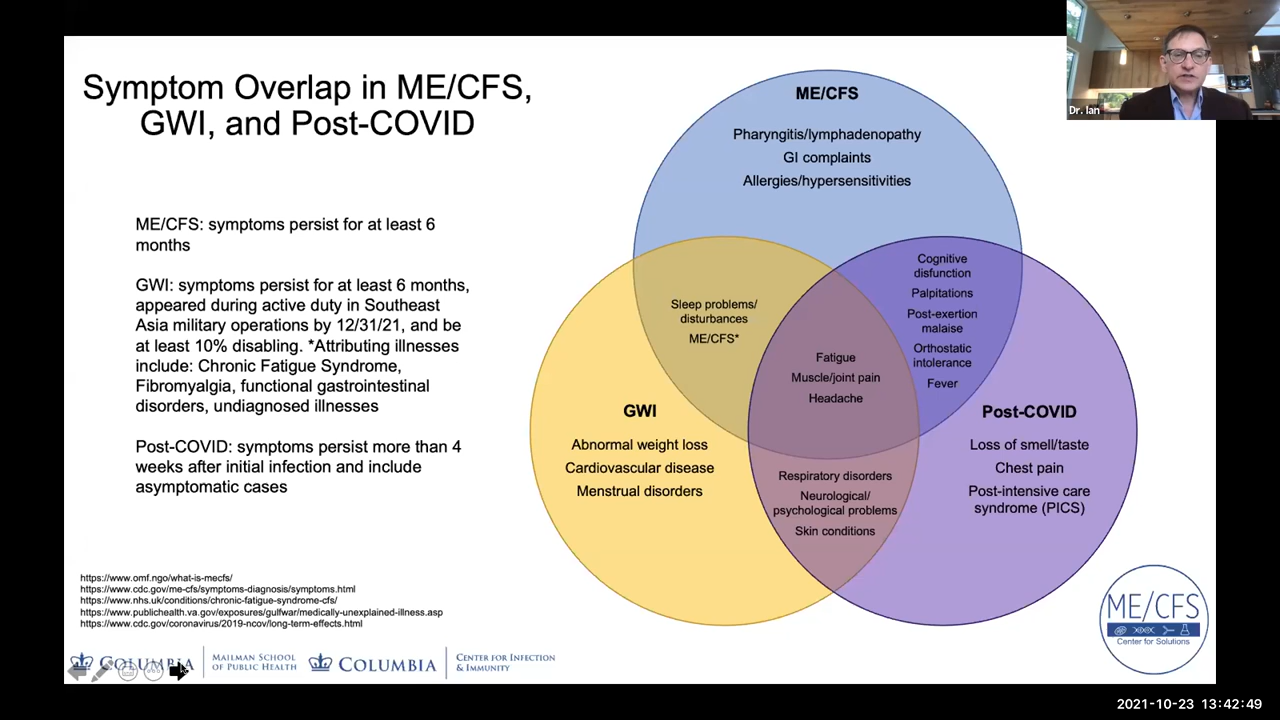 Symptom Overlap in ME/CFS,
GWI, and Post-COVID
ME/CFS: symptoms persist for at least 6
months
GWI: symptoms persist for at least 6 months,
appeared during active duty in Southeast
Asia military operations by 12/31/21, and be
at least 10% disabling. *Attributing illnesses
include: Chronic Fatigue Syndrome,
Fibromyalgia, functional gastrointestinal
disorders, undiagnosed illnesses
Post-COVID: symptoms persist more than 4
weeks after initial infection and include
asymptomatic cases
https://www.omf.ngo/what-is-mecfs/
https://www.cdc.gov/me-cfs/symptoms-diagnosis/symptoms.html
https://www.nhs.uk/conditions/chronic-fatigue-syndrome-cfs/
https://www.publichealth.va.gov/exposures/gulfwar/medically-unexplained-illness.asp
https://www.cdc.gov/coronavirus/2019-ncov/long-term-effects.html
COLUMBIA
MAILMAN SCHOOL
OF PUBLIC HEALTH
COLUMBIA
CENTER FOR INFECTION
& IMMUNITY
ME/CFS
Pharyngitis/lymphadenopathy
GI complaints
Allergies/hypersensitivities
Sleep problems/
disturbances
ME/CFS*
Cognitive
disfunction
Palpitations
Post-exertion
malaise
Orthostatic
intolerance
Fever
Fatigue
Muscle/joint pain
Headache
GWI
Abnormal weight loss
Cardiovascular disease
Menstrual disorders
Post-COVID
Loss of smell/taste
Chest pain
Post-intensive care
syndrome (PICS)
Respiratory disorders
Neurological/
psychological problems
Skin conditions
ME/CFS
Center for Solutions
Dr. Ian
2021-10-23 13:42:49